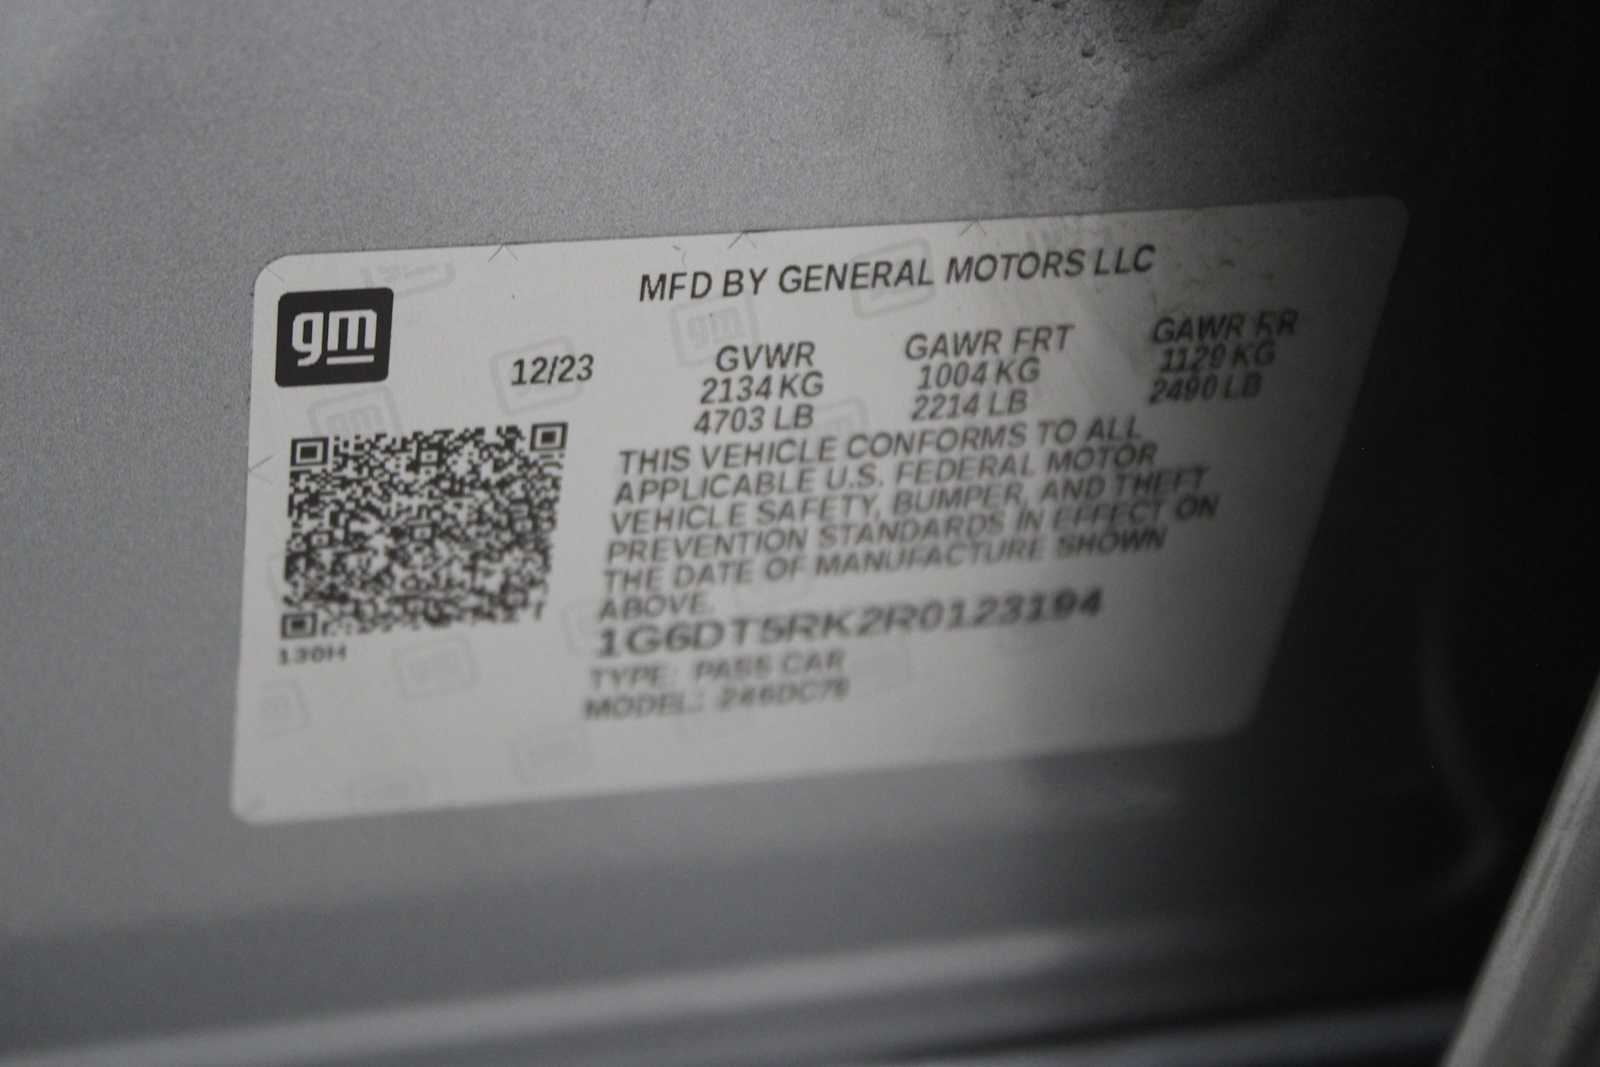 gm
MFD BY GENERAL MOTORS LLC
12/23
GVWR
2134 KG
4703 LB
GAWR FRT
1004 KG
2214 LB
GAWR RR
1129 KG
2490 LB
THIS VEHICLE CONFORMS TO ALL
APPLICABLE U.S. FEDERAL MOTOR
VEHICLE SAFETY, BUMPER, AND THEFT
PREVENTION STANDARDS IN EFFECT ON
THE DATE OF MANUFACTURE SHOWN
ABOVE.
1G6DT5RK2R0123194
130H
TYPE: PASS CAR
MODEL: